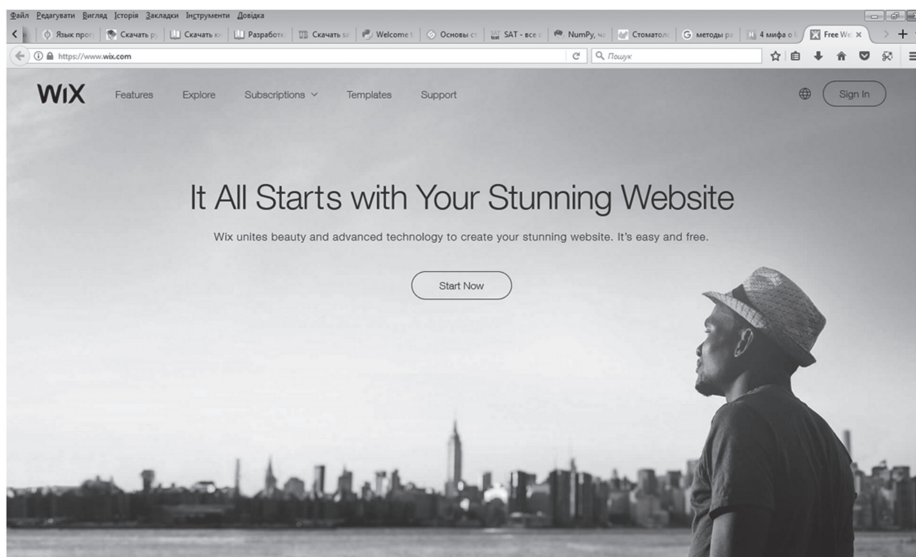 Файл Редагувати Вигляд Історія Закладки Інструменти Довідка
Язык прог Скачать Скачать Разработ Скачать Welcome Основы SAT - все NumPy, Стоматол методы 4 мифа о Free We
https://www.wix.com Пошук
WiX Features Explore Subscriptions Templates Support Sign In
It All Starts with Your Stunning Website
Wix unites beauty and advanced technology to create your stunning website. It's easy and free.
Start Now